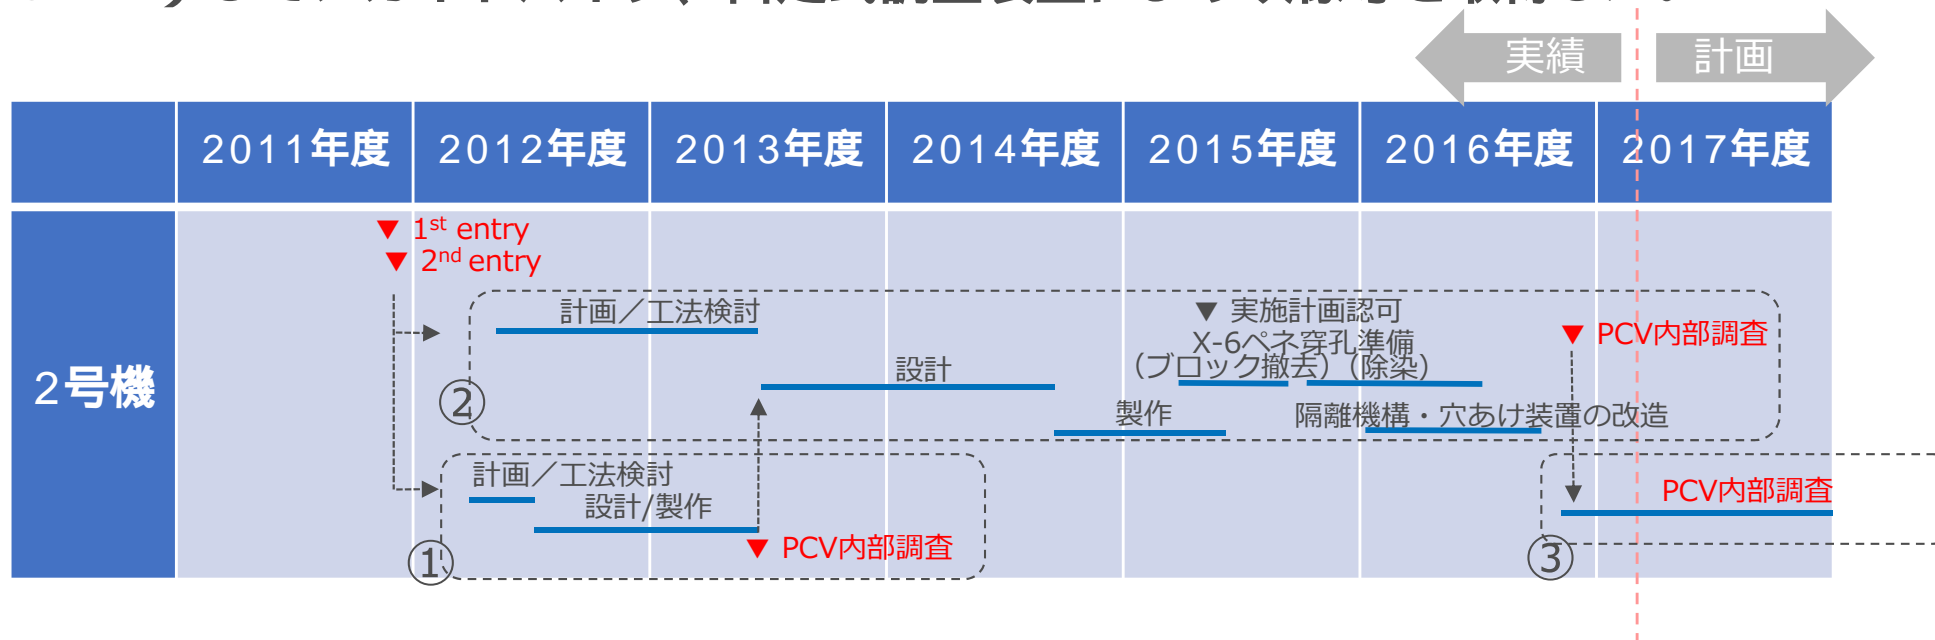 実績
計画
2011年度
2012年度
2013年度
2014年度
2015年度
2016年度
2017年度
2号機
▼ 1st entry
▼ 2nd entry
計画／工法検討
▼ 実施計画認可
X-6ペネ穿孔準備
（ブロック撤去）（除染）
▼ PCV内部調査
設計
②
製作
隔離機構・穴あけ装置の改造
計画／工法検討
設計/製作
PCV内部調査
▼ PCV内部調査
①
③